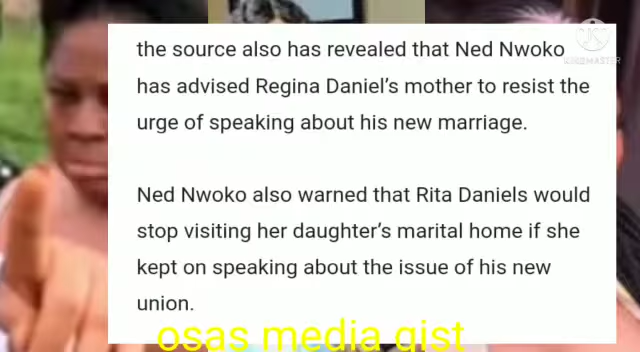 the source also has revealed that Ned Nwoko
has advised Regina Daniel’s mother to resist the
urge of speaking about his new marriage.
Ned Nwoko also warned that Rita Daniels would
stop visiting her daughter’s marital home if she
kept on speaking about the issue of his new
union.
osas media gist
KINEMASTER